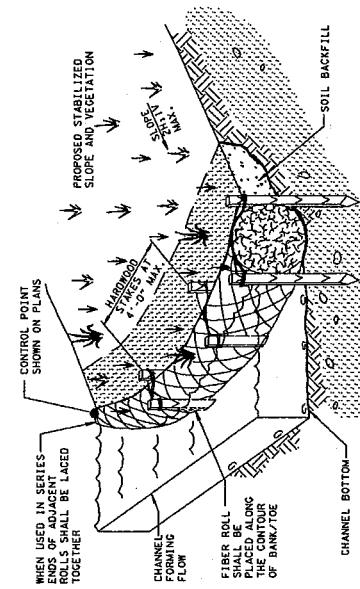 CONTROL POINT
SHOWN ON PLANS
WHEN USED IN SERIES
ENDS OF ADJACENT
ROLLS SHALL BE LACED
TOGETHER
PROPOSED STABILIZED
SLOPE AND VEGETATION
SLOPE
2H:1V
MAX.
HARDWOOD
STAKES AT
4'-0" MAX.
CHANNEL
FORMING
FLOW
FIBER ROLL
SHALL BE
PLACED ALONG
THE CONTOUR
OF BANK/TOE
SOIL BACKFILL
CHANNEL BOTTOM